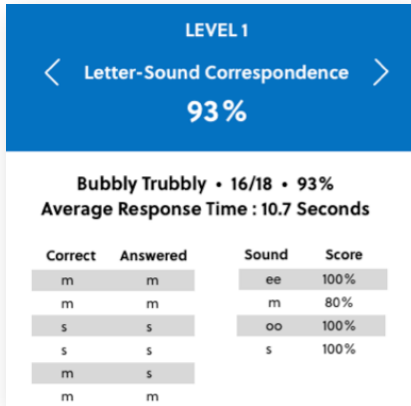 LEVEL 1
Letter-Sound Correspondence
93%
Bubbly Trubbly • 16/18 • 93%
Average Response Time : 10.7 Seconds
Correct Answered
m m
m m
s s
s s
m s
m m
Sound Score
ee 100%
m 80%
oo 100%
s 100%